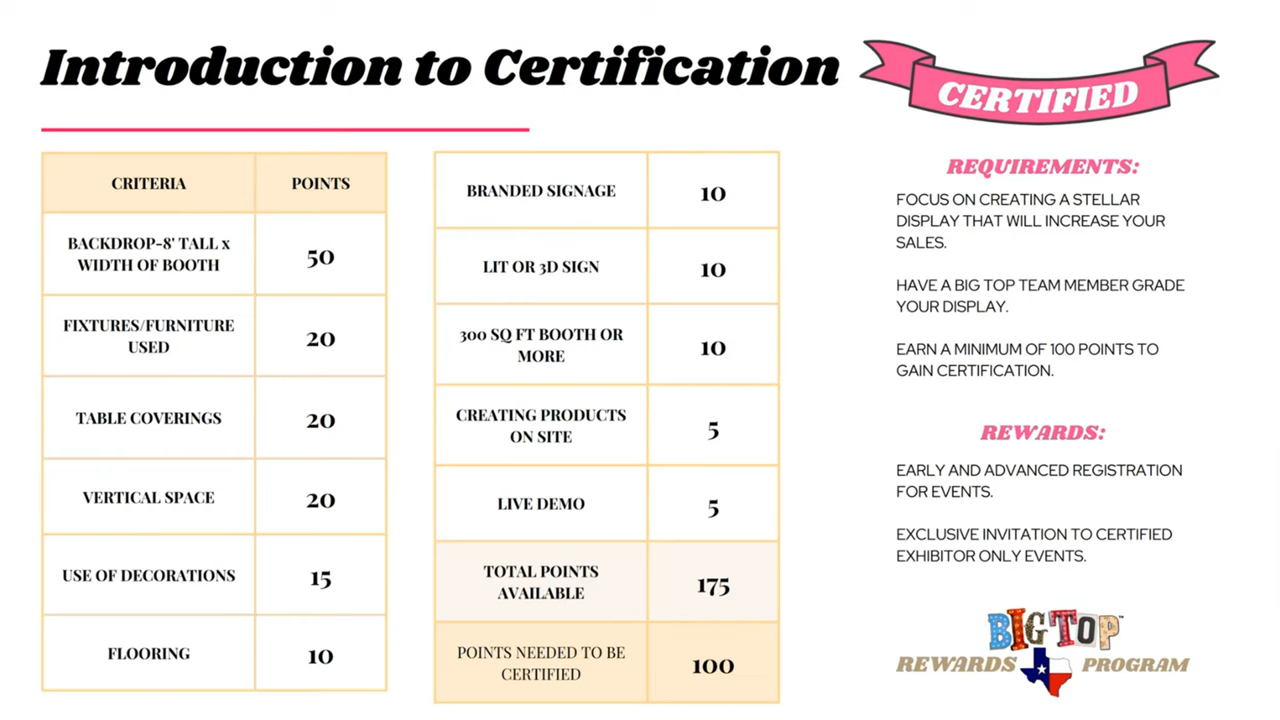 Introduction to Certification
CERTIFIED
CRITERIA POINTS
BACKDROP-8' TALL x
WIDTH OF BOOTH 50
FIXTURES/FURNITURE
USED 20
TABLE COVERINGS 20
VERTICAL SPACE 20
USE OF DECORATIONS 15
FLOORING 10
BRANDED SIGNAGE 10
LIT OR 3D SIGN 10
300 SQ FT BOOTH OR
MORE 10
CREATING PRODUCTS
ON SITE 5
LIVE DEMO 5
TOTAL POINTS
AVAILABLE 175
POINTS NEEDED TO BE
CERTIFIED 100
REQUIREMENTS:
FOCUS ON CREATING A STELLAR
DISPLAY THAT WILL INCREASE YOUR
SALES.
HAVE A BIG TOP TEAM MEMBER GRADE
YOUR DISPLAY.
EARN A MINIMUM OF 100 POINTS TO
GAIN CERTIFICATION.
REWARDS:
EARLY AND ADVANCED REGISTRATION
FOR EVENTS.
EXCLUSIVE INVITATION TO CERTIFIED
EXHIBITOR ONLY EVENTS.
BIG TOP™
REWARDS PROGRAM